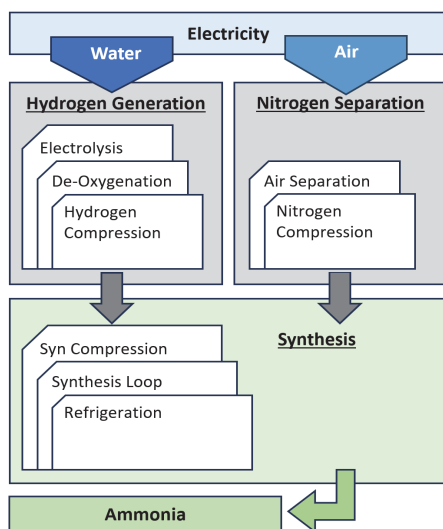 Electricity
Water
Air
Hydrogen Generation
Electrolysis
De-Oxygenation
Hydrogen
Compression
Nitrogen Separation
Air Separation
Nitrogen
Compression
Synthesis
Syn Compression
Synthesis Loop
Refrigeration
Ammonia